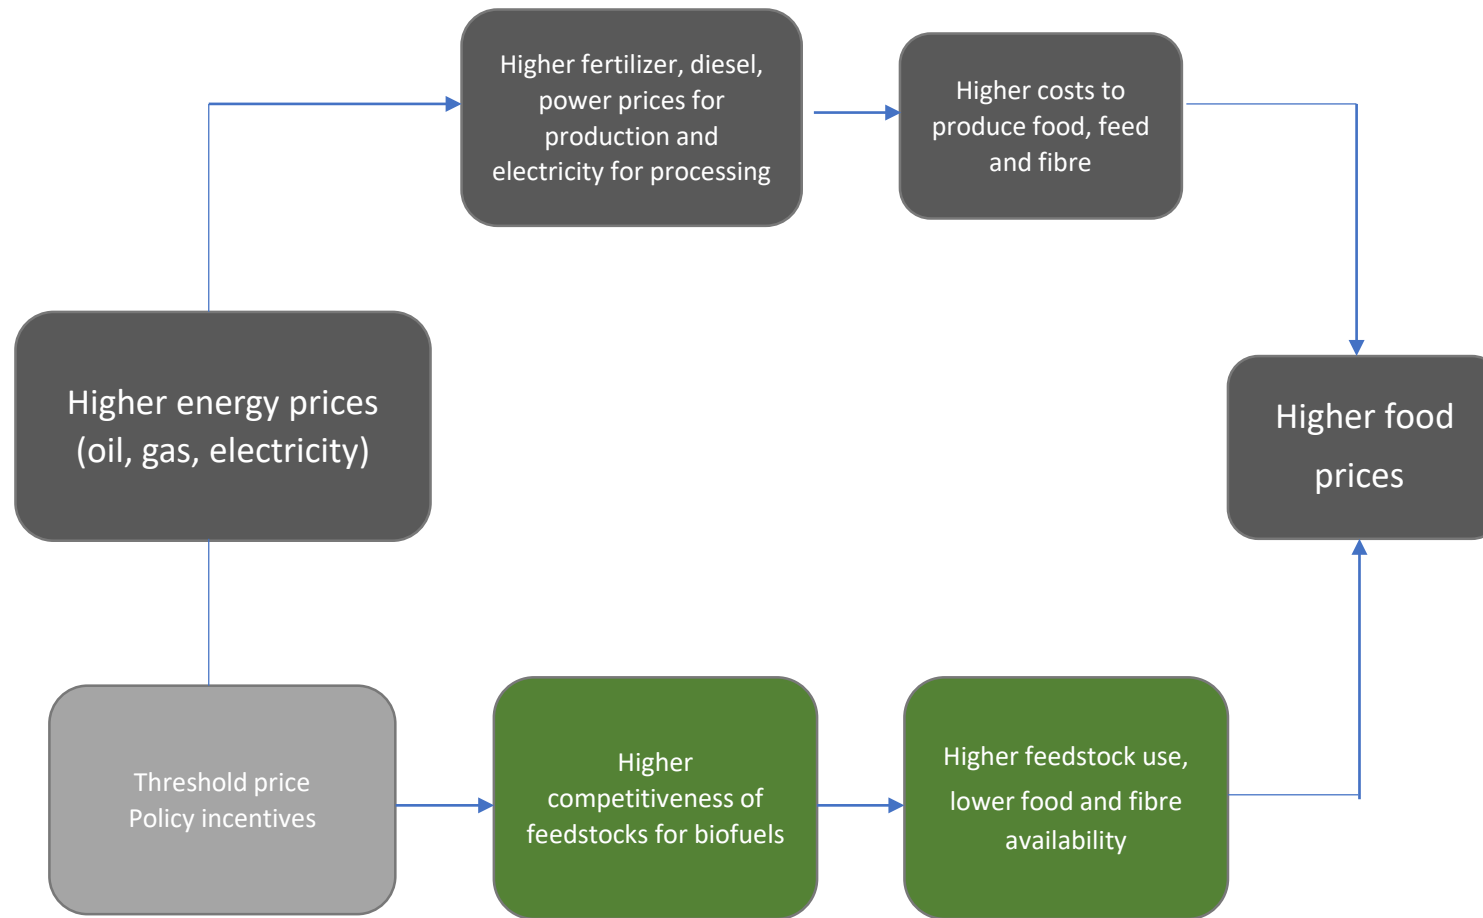 Higher fertilizer, diesel,
power prices for
production and
electricity for processing
Higher costs to
produce food, feed
and fibre
Higher energy prices
(oil, gas, electricity)
Higher food
prices
Threshold price
Policy incentives
Higher
competitiveness of
feedstocks for biofuels
Higher feedstock use,
lower food and fibre
availability